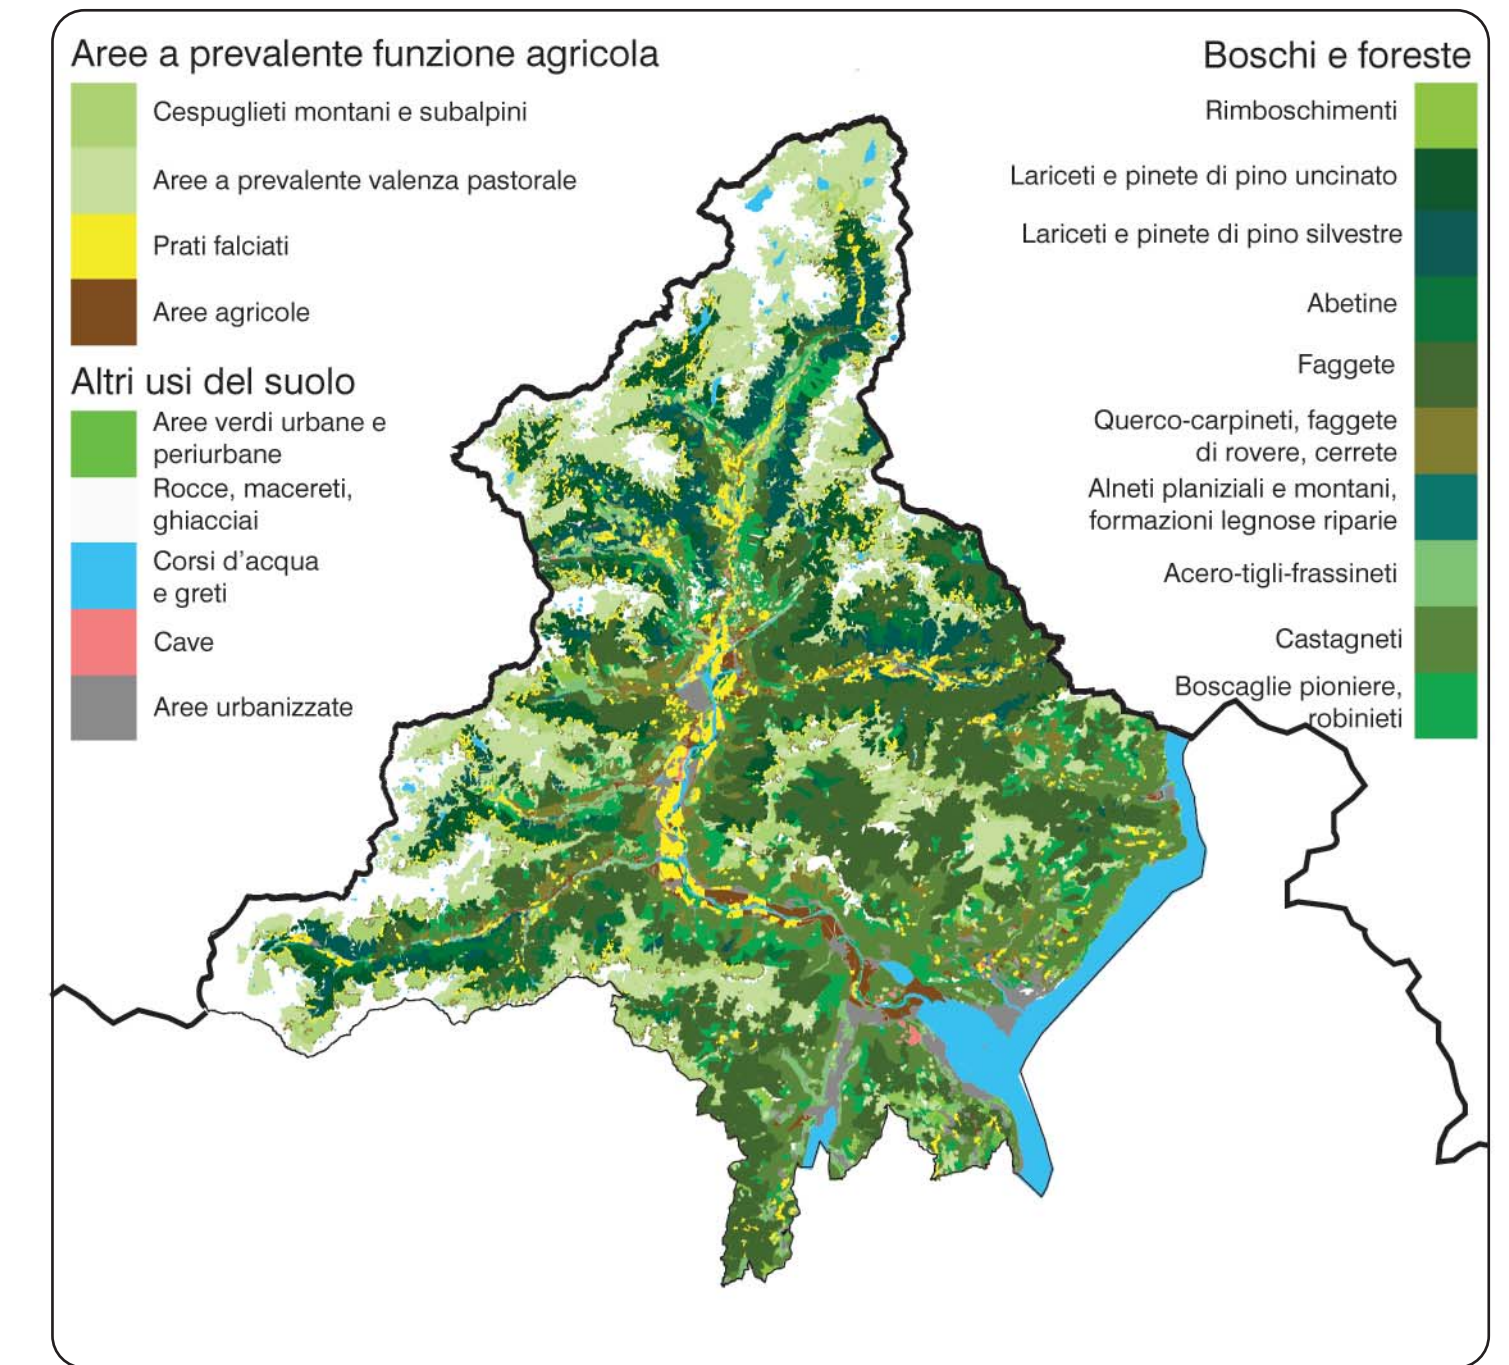 Aree a prevalente funzione agricola
Cespuglieti montani e subalpini
Aree a prevalente valenza pastorale
Prati falciati
Aree agricole
Altri usi del suolo
Aree verdi urbane e
periurbane
Rocce, macereti,
ghiacciai
Corsi d'acqua
e greti
Cave
Aree urbanizzate
Boschi e foreste
Rimboschimenti
Lariceti e pinete di pino uncinato
Lariceti e pinete di pino silvestre
Abetine
Faggete
Querco-carpineti, faggete
di rovere, cerrete
Alneti planiziali e montani,
formazioni legnose riparie
Acero-tigli-frassineti
Castagneti
Boscaglie pioniere,
robinieti